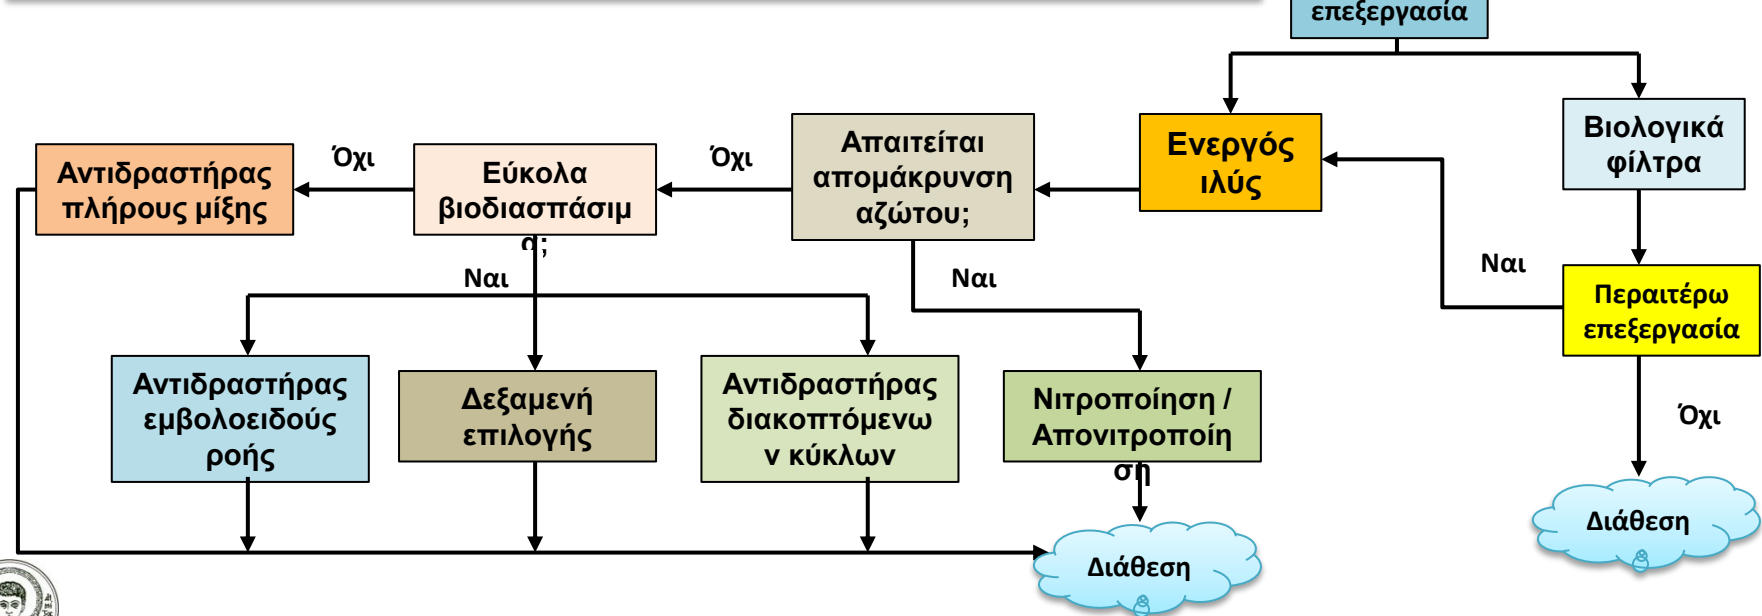 επεξεργασία
Βιολογικά
φίλτρα
Ενεργός
ιλύς
Απαιτείται
απομάκρυνση
αζώτου;
Όχι
Εύκολα
βιοδιασπάσιμ
α;
Όχι
Αντιδραστήρας
πλήρους μίξης
Ναι
Ναι
Ναι
Περαιτέρω
επεξεργασία
Αντιδραστήρας
εμβολοειδούς
ροής
Δεξαμενή
επιλογής
Αντιδραστήρας
διακοπτόμενω
ν κύκλων
Νιτροποίηση /
Απονιτροποίη
ση
Όχι
Διάθεση
Διάθεση